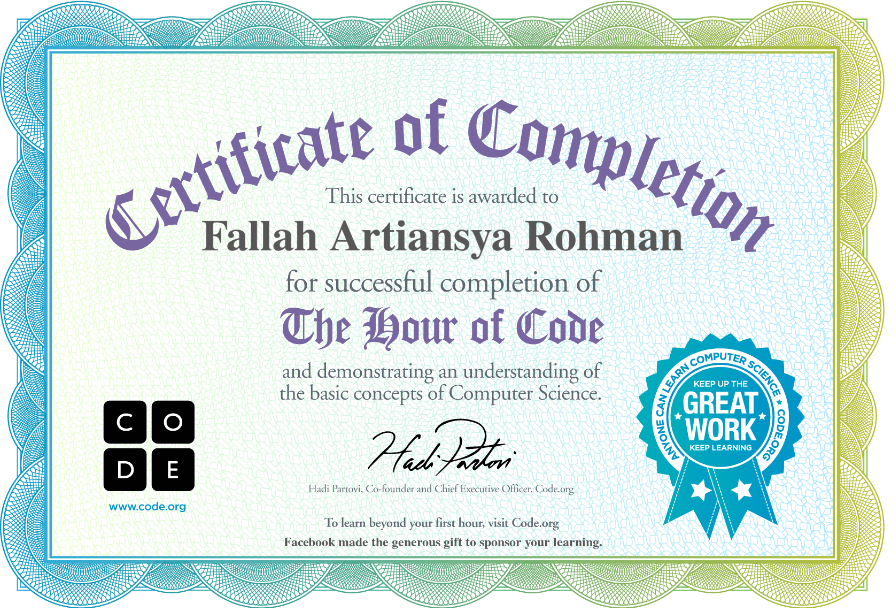 Certificate of Completion
This certificate is awarded to
Fallah Artiansya Rohman
for successful completion of
The Hour of Code
and demonstrating an understanding of
the basic concepts of Computer Science.
C O
D E
www.code.org
Hadi Partovi
Hadi Partovi, Co-founder and Chief Executive Officer, Code.org
To learn beyond your first hour, visit Code.org
Facebook made the generous gift to sponsor your learning.
ANYONE CAN LEARN COMPUTER SCIENCE ★ CODE.ORG
KEEP UP THE
GREAT
WORK
KEEP LEARNING